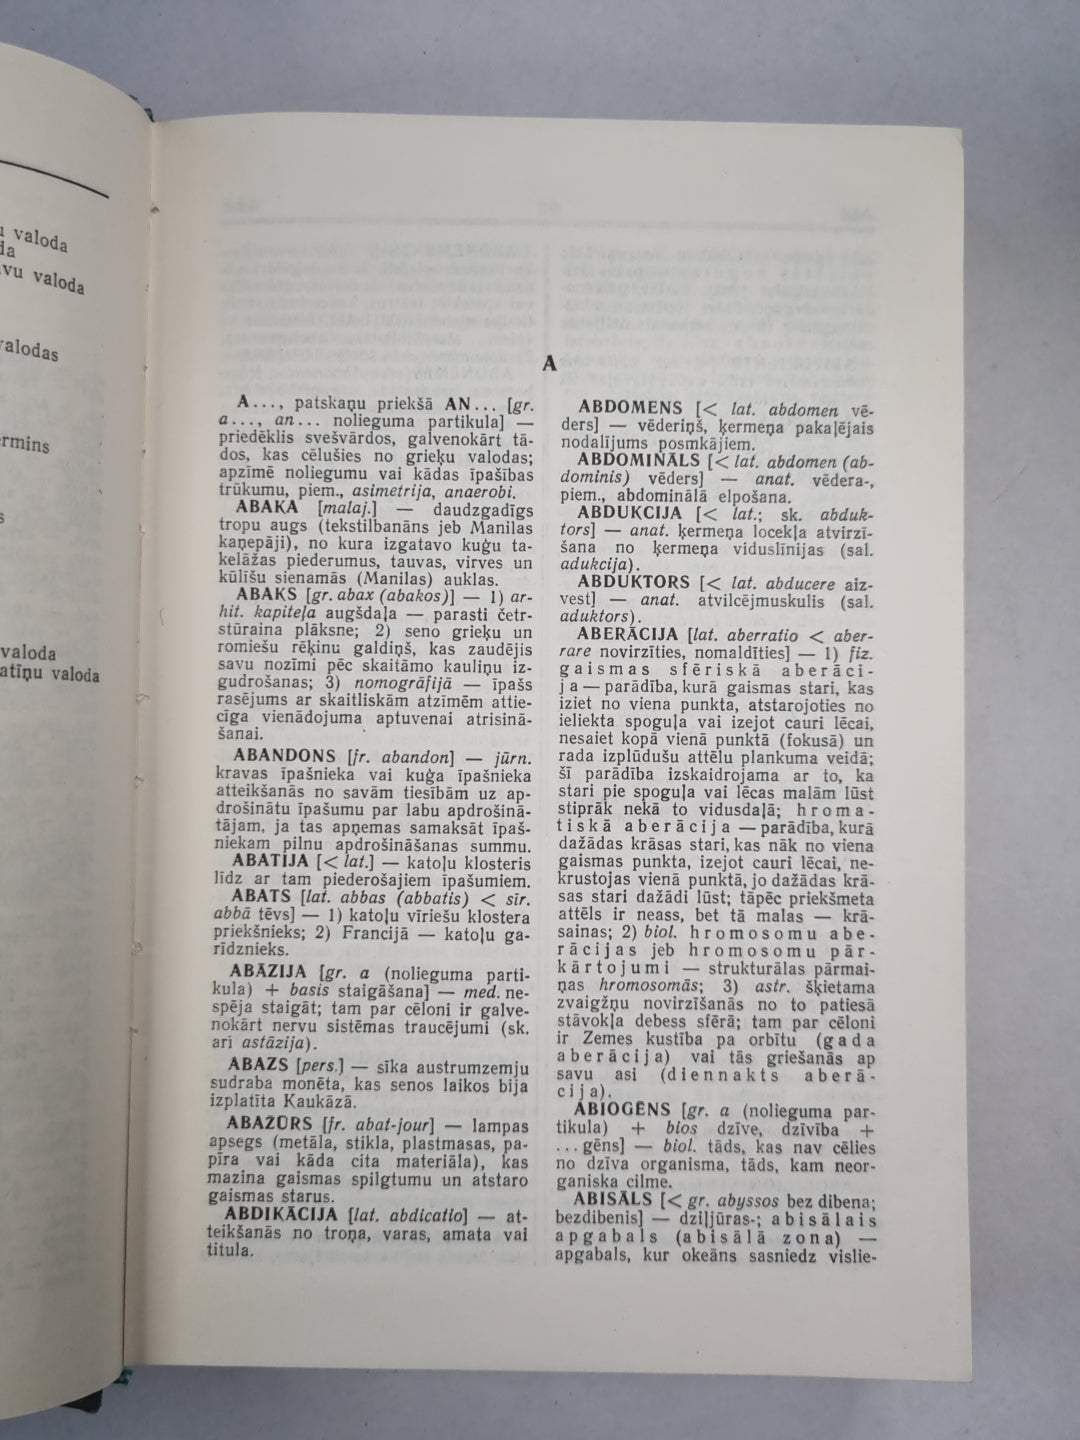 valoda
vu valoda
valodas
valoda
valoda
A
A..., patskaņu priekšā AN... [gr.
a..., an... nolieguma partikula] —
priedēklis svešvārdos, galvenokārt tā-
dos, kas cēlušies no grieķu valodas;
apzīmē noliegumu vai kādas īpašības
trūkumu, piem., asimetrija, anaerobi.
ABAKA [malaj.] — daudzgadīgs
tropu augs (tekstilbanāns jeb Manilas
kaņepāji), no kura izgatavo kuģu ta-
kelāžas piederumus, tauvas, virves un
kūlīšu sienamās (Manilas) auklas.
ABAKS [gr. abax (abakos)] — 1) ar-
hit. kapiteļa augšdaļa — parasti četr-
stūraina plāksne; 2) seno grieķu un
romiešu rēķinu galdiņš, kas zaudējis
savu nozīmi pēc skaitāmo kauliņu iz-
gudrošanas; 3) nomogrāfijā — īpašs
rasējums ar skaitliskām atzīmēm attie-
cīga vienādojuma aptuvenai atrisinā-
šanai.
ABANDONS [fr. abandon] — jūrn.
kravas īpašnieka vai kuģa īpašnieka
atteikšanās no savām tiesībām uz ap-
drošinātu īpašumu par labu apdrošinā-
tājam, ja tas apņemas samaksāt īpaš-
niekam pilnu apdrošināšanas summu.
ABATIJA [< lat.] — katoļu klosteris
līdz ar tam piederošajiem īpašumiem.
ABATS [lat. abbas (abbatis) < sīr.
abbā tēvs] — 1) katoļu vīriešu klostera
priekšnieks; 2) Francijā — katoļu ga-
rīdznieks.
ABĀZIJA [gr. a (nolieguma parti-
kula) + basis staigāšana] — med. ne-
spēja staigāt; tam par cēloni ir galve-
nokārt nervu sistēmas traucējumi (sk.
arī astāzija).
ABAZS [pers.] — sīka austrumzemju
sudraba monēta, kas senos laikos bija
izplatīta Kaukāzā.
ABAŽŪRS [fr. abat-jour] — lampas
apsegs (metāla, stikla, plastmasas, pa-
pīra vai kāda cita materiāla), kas
mazina gaismas spilgtumu un atstaro
gaismas starus.
ABDIKĀCIJA [lat. abdicatio] — at-
teikšanās no troņa, varas, amata vai
titula.
ABDOMENS [< lat. abdomen vē-
ders] — vēderiņš, ķermeņa pakaļējais
nodalījums posmkājiem.
ABDOMINĀLS [< lat. abdomen (ab-
dominis) vēders] — anat. vēdera-,
piem., abdominālā elpošana.
ABDUKCIJA [< lat.; sk. abduk-
tors] — anat. ķermeņa locekļa atvirzī-
šana no ķermeņa viduslīnijas (sal.
adukcija).
ABDUKTORS [< lat. abducere aiz-
vest] — anat. atvilcējmuskulis (sal.
aduktors).
ABERĀCIJA [lat. aberratio < aber-
rare novirzīties, nomaldīties] — 1) fiz.
gaismas sfēriskā aberāci-
ja — parādība, kurā gaismas stari, kas
iziet no viena punkta, atstarojoties no
ieliekta spoguļa vai izejot cauri lēcai,
nesaiet kopā vienā punktā (fokusā) un
rada izplūdušu attēlu plankuma veidā;
šī parādība izskaidrojama ar to, ka
stari pie spoguļa vai lēcas malām lūst
stiprāk nekā to vidusdaļā; hroma-
tiskā aberācija — parādība, kurā
dažādas krāsas stari, kas nāk no viena
gaismas punkta, izejot cauri lēcai, ne-
krustojas vienā punktā, jo dažādas krā-
sas stari dažādi lūst; tāpēc priekšmeta
attēls ir neass, bet tā malas — krā-
sainas; 2) biol. hromosomu abe-
rācijas jeb hromosomu pār-
kārtojumi — strukturālas pārmai-
ņas hromosomās; 3) astr. šķietama
zvaigžņu novirzīšanās no to patiesā
stāvokļa debess sfērā; tam par cēloni
ir Zemes kustība pa orbītu (gada
aberācija) vai tās griešanās ap
savu asi (diennakts aberā-
cija).
ABIOGĒNS [gr. a (nolieguma par-
tikula) + bios dzīve, dzīvība +
...gēns] — biol. tāds, kas nav cēlies
no dzīva organisma, tāds, kam neor-
ganiska cilme.
ABISĀLS [< gr. abyssos bez dibena;
bezdibenis] — dziļjūras-; abisālais
apgabals (abisālā zona) —
apgabals, kur okeāns sasniedz vislie-